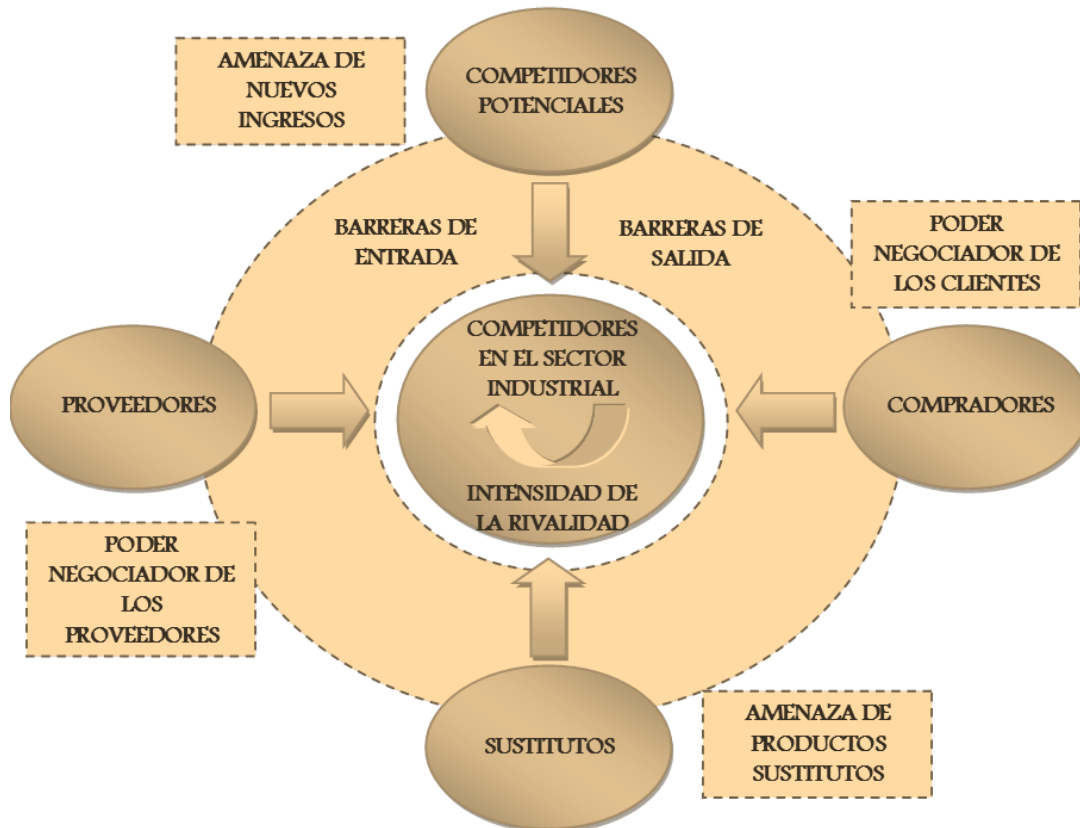 AMENAZA DE
NUEVOS
INGRESOS
COMPETIDORES
POTENCIALES
BARRERAS DE
ENTRADA
BARRERAS DE
SALIDA
PODER
NEGOCIADOR DE
LOS CLIENTES
COMPETIDORES
EN EL SECTOR
INDUSTRIAL
PROVEEDORES
COMPRADORES
INTENSIDAD DE
LA RIVALIDAD
PODER
NEGOCIADOR DE
LOS
PROVEEDORES
SUSTITUTOS
AMENAZA DE
PRODUCTOS
SUSTITUTOS